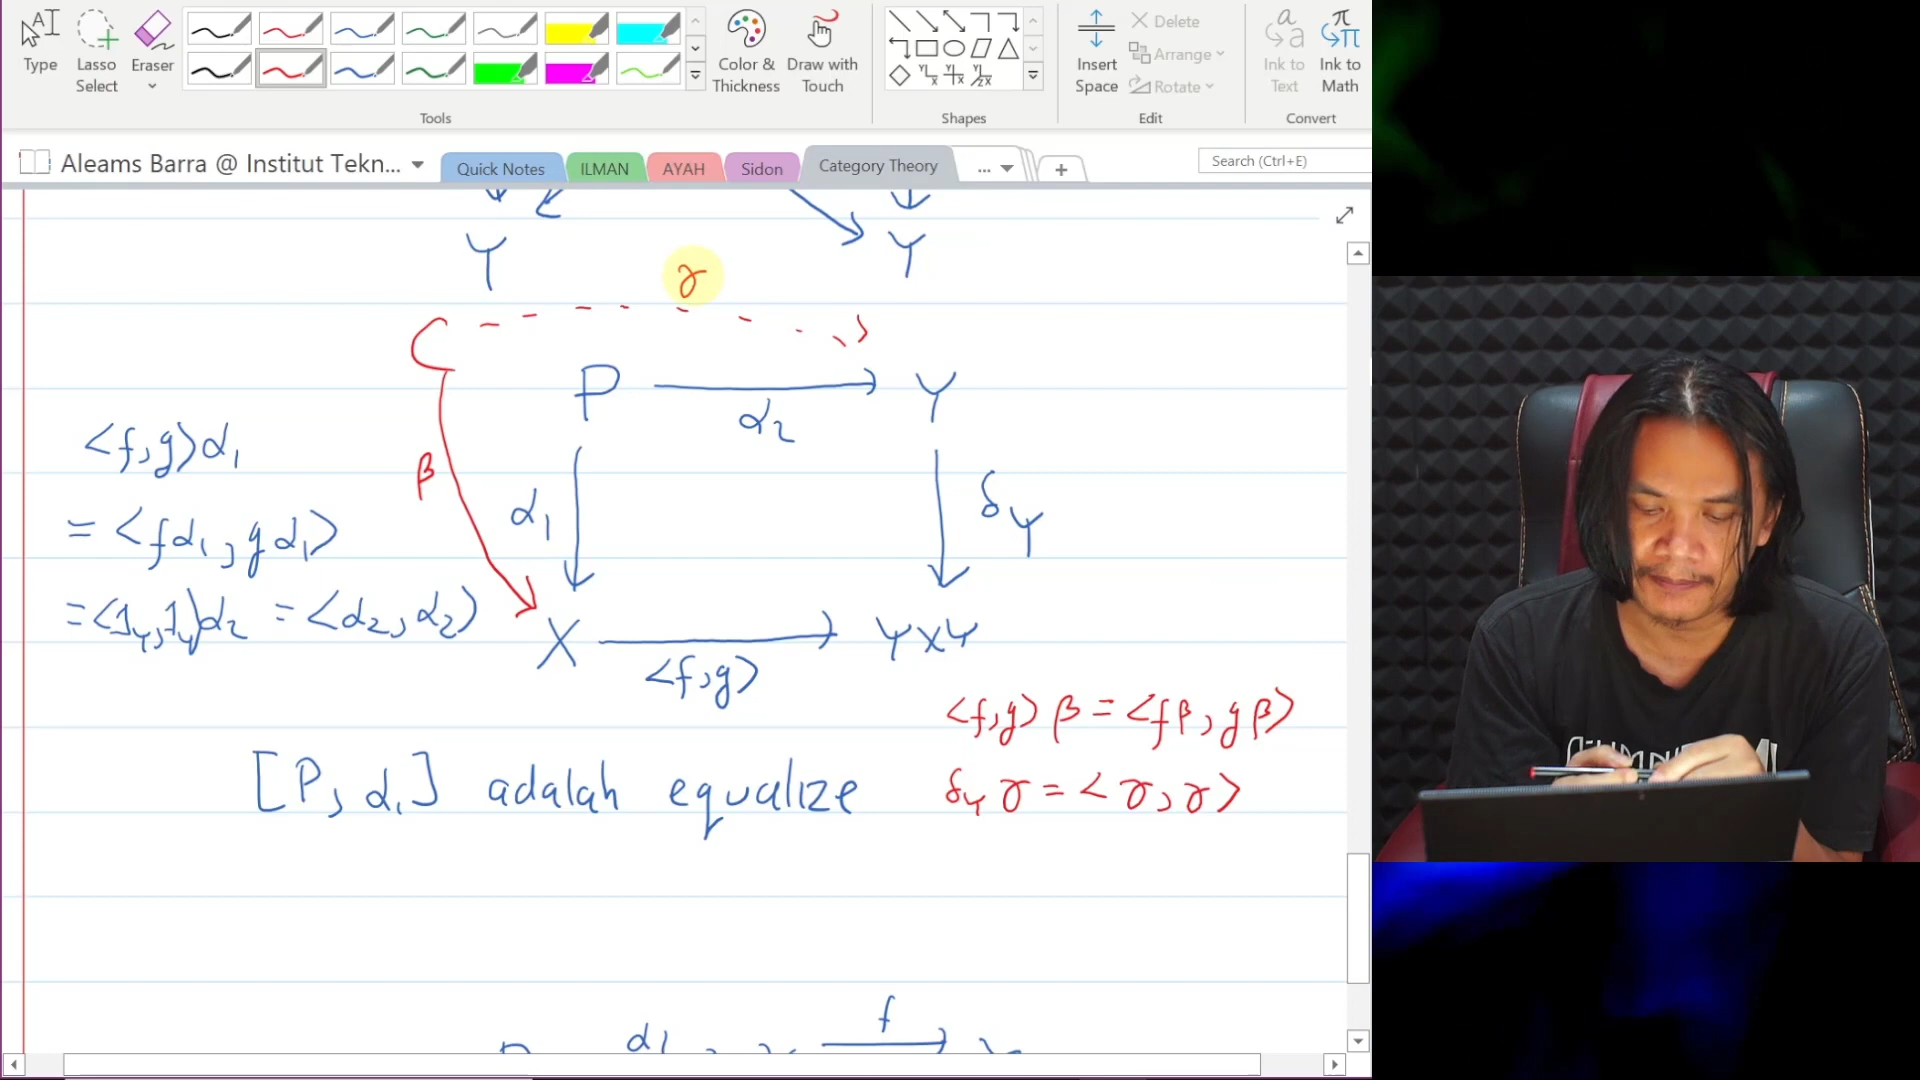 Type
Lasso Select
Eraser
Color & Thickness
Draw with Touch
Insert Space
Delete
Arrange
Rotate
Ink to Text
Ink to Math
Tools
Shapes
Edit
Convert
Aleams Barra @ Institut Tekn...
Quick Notes
ILMAN
AYAH
Sidon
Category Theory
...
Search (Ctrl+E)
Y
Y
γ
P
α₂
Y
<f,g>α₁
β
α₁
δ_Y
= <fα₁, gα₁>
=<1_Y, 1_Y>α₂ = <α₂, α₂>
X
Y×Y
<f,g>
<f,g> β = <fβ, gβ>
[P, α₁] adalah equalize
δ_Y γ = <γ, γ>
f
α₁